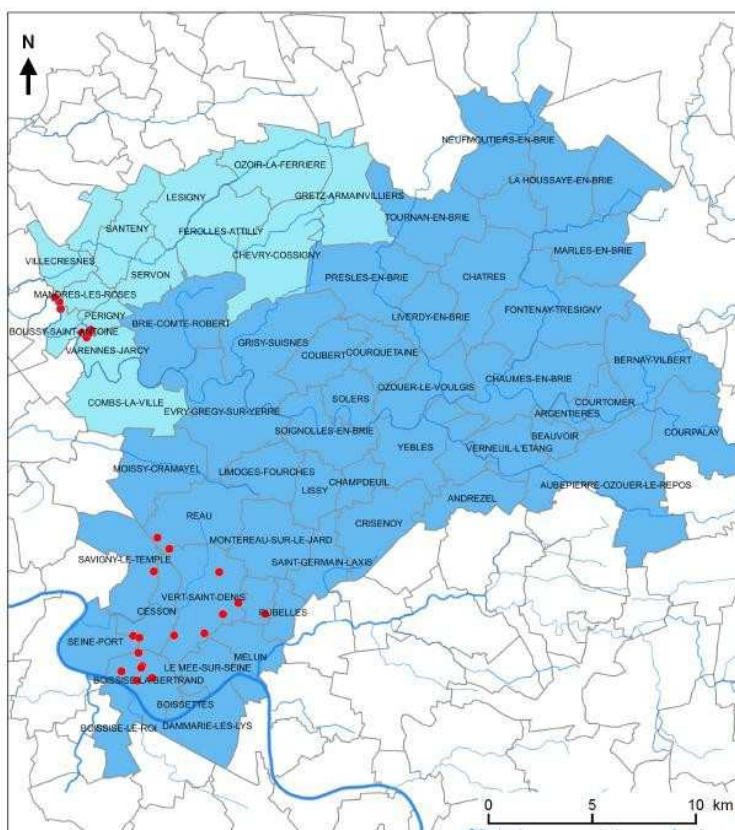 N
NEUFMOUTIERS-EN-BRIE
OZOIR-LA-FERRIERE
LA HOUSSAYE-EN-BRIE
LESIGNY
GRETZ-ARMAINVILLIERS
TOURNAN-EN-BRIE
SANTENY
FEROLLES-ATTILLY
MARLES-EN-BRIE
CHEVRY-COSSIGNY
VILLECRESNES
SERVON
PRESLES-EN-BRIE
CHATRES
MANDRES-LES-ROSES
FONTENAY-TRESIGNY
PERIGNY
LIVERDY-EN-BRIE
BRIE-COMTE-ROBERT
BOUSSY-SAINT-ANTOINE
GRISY-SUISNES
VARENNES-JARCY
COURQUETAINE
COUBERT
BERNAY-VILBERT
CHAUMES-EN-BRIE
OZOUER-LE-VOULGIS
COMBS-LA-VILLE
SOLERS
COURTOMER
EVRY-GREGY-SUR-YERRE
ARGENTIERES
SOIGNOLLES-EN-BRIE
BEAUVOIR
COURPALAY
YEBLES
VERNEUIL-L'ETANG
MOISSY-CRAMAYEL
LIMOGES-FOURCHES
CHAMPDEUIL
AUBEPIERRE-OZOUER-LE-REPOS
LISSY
ANDREZEL
REAU
CRISENOY
MONTEREAU-SUR-LE-JARD
SAVIGNY-LE-TEMPLE
SAINT-GERMAIN-LAXIS
VERT-SAINT-DENIS
CESSON
RUBELLES
SEINE-PORT
MELUN
LE MEE-SUR-SEINE
BOISSISE-LA-BERTRAND
BOISSETTES
BOISSISE-LE-ROI
DAMMARIE-LES-LYS
0 5 10 km